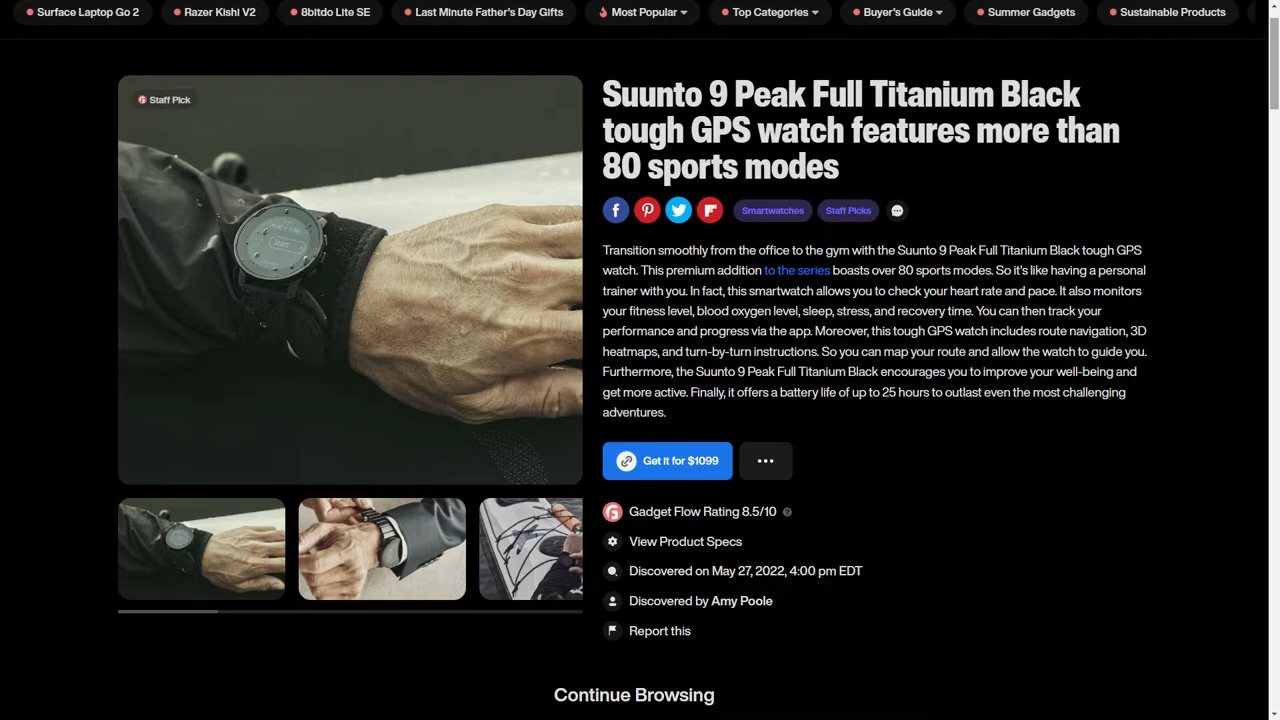 Surface Laptop Go 2
Razer Kishi V2
8bitdo Lite SE
Last Minute Father's Day Gifts
Most Popular
Top Categories
Buyer's Guide
Summer Gadgets
Sustainable Products
Staff Pick
Suunto 9 Peak Full Titanium Black
tough GPS watch features more than
80 sports modes
Smartwatches
Staff Picks
Transition smoothly from the office to the gym with the Suunto 9 Peak Full Titanium Black tough GPS
watch. This premium addition to the series boasts over 80 sports modes. So it's like having a personal
trainer with you. In fact, this smartwatch allows you to check your heart rate and pace. It also monitors
your fitness level, blood oxygen level, sleep, stress, and recovery time. You can then track your
performance and progress via the app. Moreover, this tough GPS watch includes route navigation, 3D
heatmaps, and turn-by-turn instructions. So you can map your route and allow the watch to guide you.
Furthermore, the Suunto 9 Peak Full Titanium Black encourages you to improve your well-being and
get more active. Finally, it offers a battery life of up to 25 hours to outlast even the most challenging
adventures.
Get it for $1099
Gadget Flow Rating 8.5/10
View Product Specs
Discovered on May 27, 2022, 4:00 pm EDT
Discovered by Amy Poole
Report this
Continue Browsing
Start